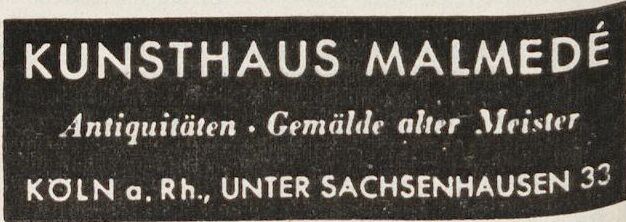 KUNSTHAUS MALMEDÉ
Antiquitäten · Gemälde alter Meister
KÖLN a. Rh., UNTER SACHSENHAUSEN 33